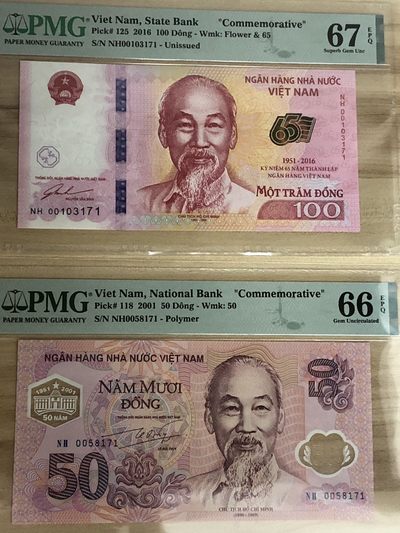 PMG
PAPER MONEY GUARANTY
Viet Nam, State Bank "Commemorative"
Pick# 125 2016 100 Dông - Wmk: Flower & 65
S/N NH00103171 - Unissued
67 EPQ
Superb Gem Unc
NGÂN HÀNG NHÀ NƯỚC
VIỆT NAM
NH 00103171
65
1951-2016
KỶ NIỆM 65 NĂM THÀNH LẬP
NGÂN HÀNG VIỆT NAM
MỘT TRĂM ĐỒNG
NH 00103171
100
PMG
PAPER MONEY GUARANTY
Viet Nam, National Bank "Commemorative"
Pick# 118 2001 50 Dông - Wmk: 50
S/N NH0058171 - Polymer
66 EPQ
Gem Uncirculated
NGÂN HÀNG NHÀ NƯỚC VIỆT NAM
1951 2001
50 NĂM
NĂM MƯƠI
ĐỒNG
50
NH 0058171
50
NH 0058171
CHỦ TỊCH HỒ CHÍ MINH